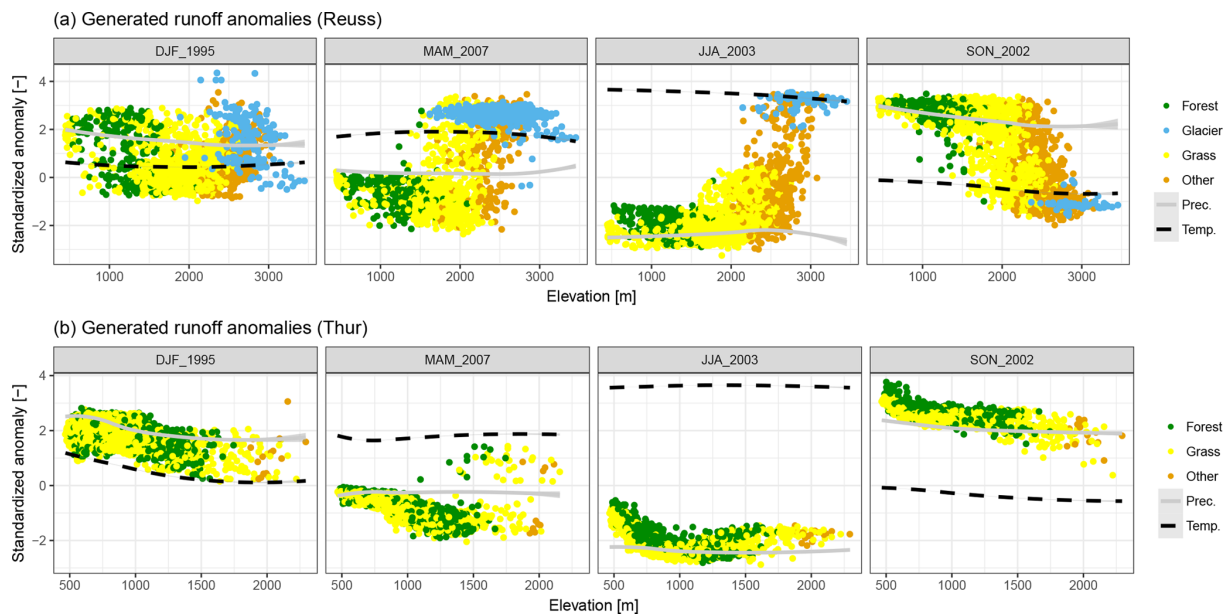 (a) Generated runoff anomalies (Reuss)
DJF_1995 MAM_2007 JJA_2003 SON_2002
Standardized anomaly [−]
4
2
0
−2
1000 2000 3000 1000 2000 3000 1000 2000 3000 1000 2000 3000
Elevation [m]
Forest
Glacier
Grass
Other
Prec.
Temp.
(b) Generated runoff anomalies (Thur)
DJF_1995 MAM_2007 JJA_2003 SON_2002
Standardized anomaly [−]
4
2
0
−2
500 1000 1500 2000 500 1000 1500 2000 500 1000 1500 2000 500 1000 1500 2000
Elevation [m]
Forest
Grass
Other
Prec.
Temp.